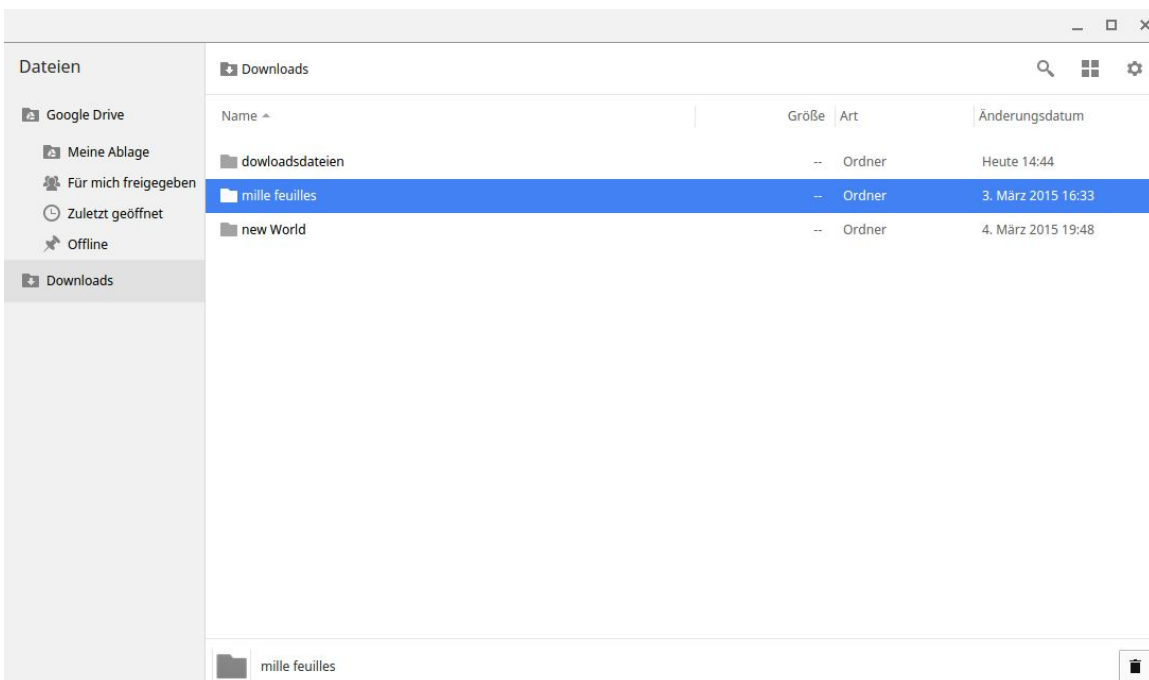 Dateien
Downloads
Google Drive
Meine Ablage
Für mich freigegeben
Zuletzt geöffnet
Offline
Downloads
Name Größe Art Änderungsdatum
dowloadsdateien -- Ordner Heute 14:44
mille feuilles -- Ordner 3. März 2015 16:33
new World -- Ordner 4. März 2015 19:48
mille feuilles